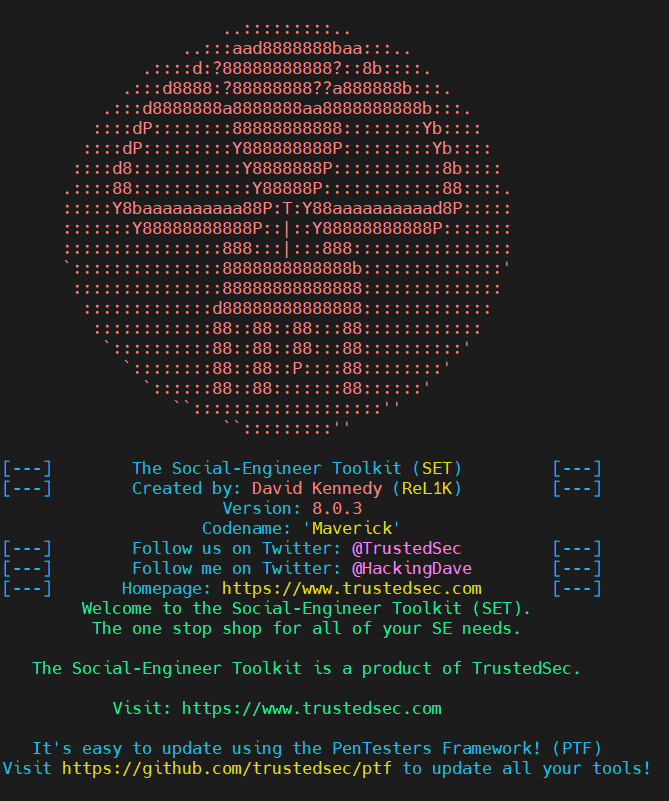 ..:::::::::..
..:::aad8888888baa:::..
.::::d:?88888888888?::8b::::.
.:::d8888:?88888888??a888888b:::.
.:::d8888888a8888888aa8888888888b:::.
::::dP::::::::88888888888::::::::Yb::::
::::dP:::::::::Y888888888P:::::::::Yb::::
::::d8:::::::::::Y8888888P:::::::::::8b::::
.::::88::::::::::::Y88888P::::::::::::88::::.
:::::Y8baaaaaaaaaa88P:T:Y88aaaaaaaaaad8P:::::
:::::::Y88888888888P::|::Y88888888888P:::::::
::::::::::::::::888:::|:::888::::::::::::::::
`:::::::::::::::8888888888888b::::::::::::::'
:::::::::::::::88888888888888::::::::::::::
:::::::::::::d88888888888888:::::::::::::
::::::::::::88::88::88:::88::::::::::::
`::::::::::88::88::88:::88::::::::::'
`::::::::88::88::P::::88::::::::'
`::::::88::88:::::::88::::::'
``:::::::::::::::::::''
``:::::::::''
[---] The Social-Engineer Toolkit (SET) [---]
[---] Created by: David Kennedy (ReL1K) [---]
Version: 8.0.3
Codename: 'Maverick'
[---] Follow us on Twitter: @TrustedSec [---]
[---] Follow me on Twitter: @HackingDave [---]
[---] Homepage: https://www.trustedsec.com [---]
Welcome to the Social-Engineer Toolkit (SET).
The one stop shop for all of your SE needs.
The Social-Engineer Toolkit is a product of TrustedSec.
Visit: https://www.trustedsec.com
It's easy to update using the PenTesters Framework! (PTF)
Visit https://github.com/trustedsec/ptf to update all your tools!